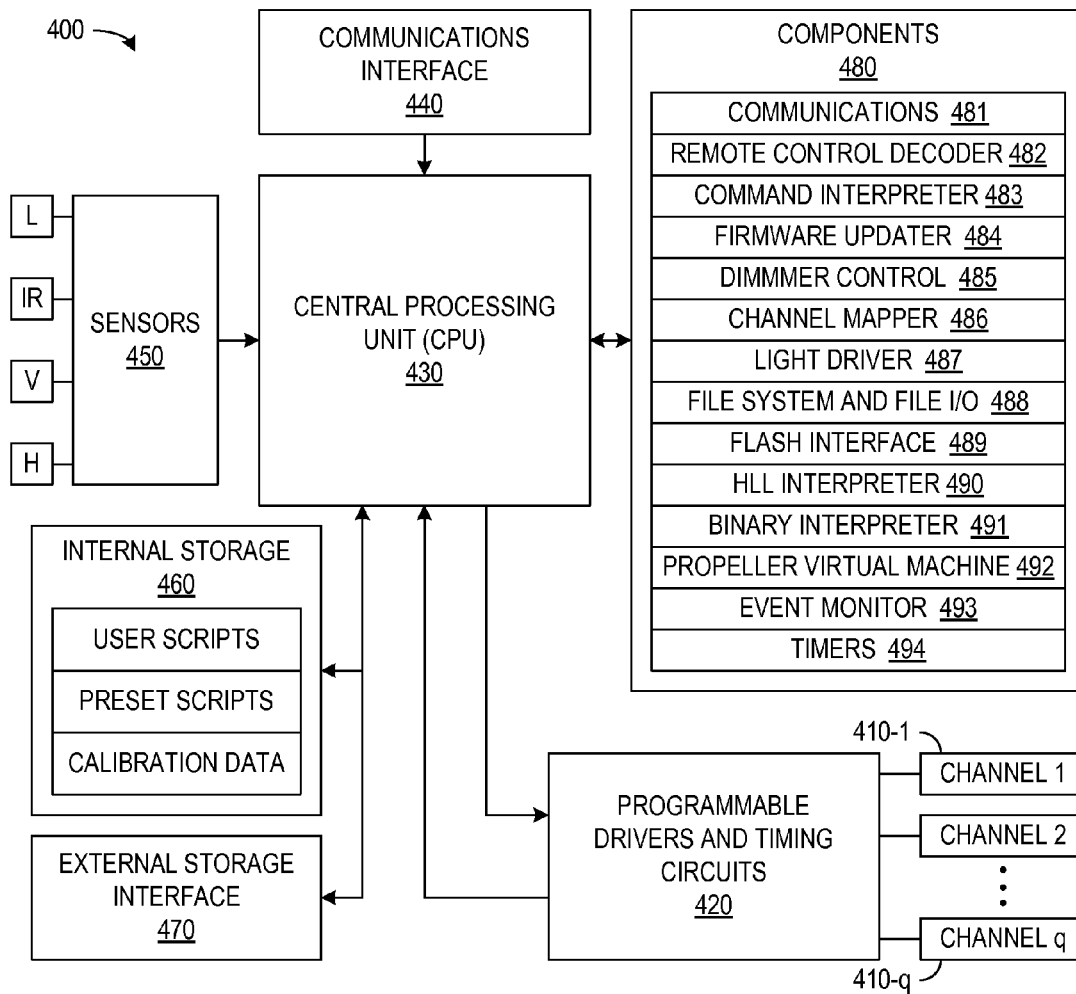 400
COMMUNICATIONS
INTERFACE
440
COMPONENTS
480
COMMUNICATIONS 481
REMOTE CONTROL DECODER 482
COMMAND INTERPRETER 483
FIRMWARE UPDATER 484
DIMMMER CONTROL 485
CHANNEL MAPPER 486
LIGHT DRIVER 487
FILE SYSTEM AND FILE I/O 488
FLASH INTERFACE 489
HLL INTERPRETER 490
BINARY INTERPRETER 491
PROPELLER VIRTUAL MACHINE 492
EVENT MONITOR 493
TIMERS 494
L
IR
V
H
SENSORS
450
CENTRAL PROCESSING
UNIT (CPU)
430
INTERNAL STORAGE
460
USER SCRIPTS
PRESET SCRIPTS
CALIBRATION DATA
EXTERNAL STORAGE
INTERFACE
470
PROGRAMMABLE
DRIVERS AND TIMING
CIRCUITS
420
410-1
CHANNEL 1
CHANNEL 2
CHANNEL q
410-q